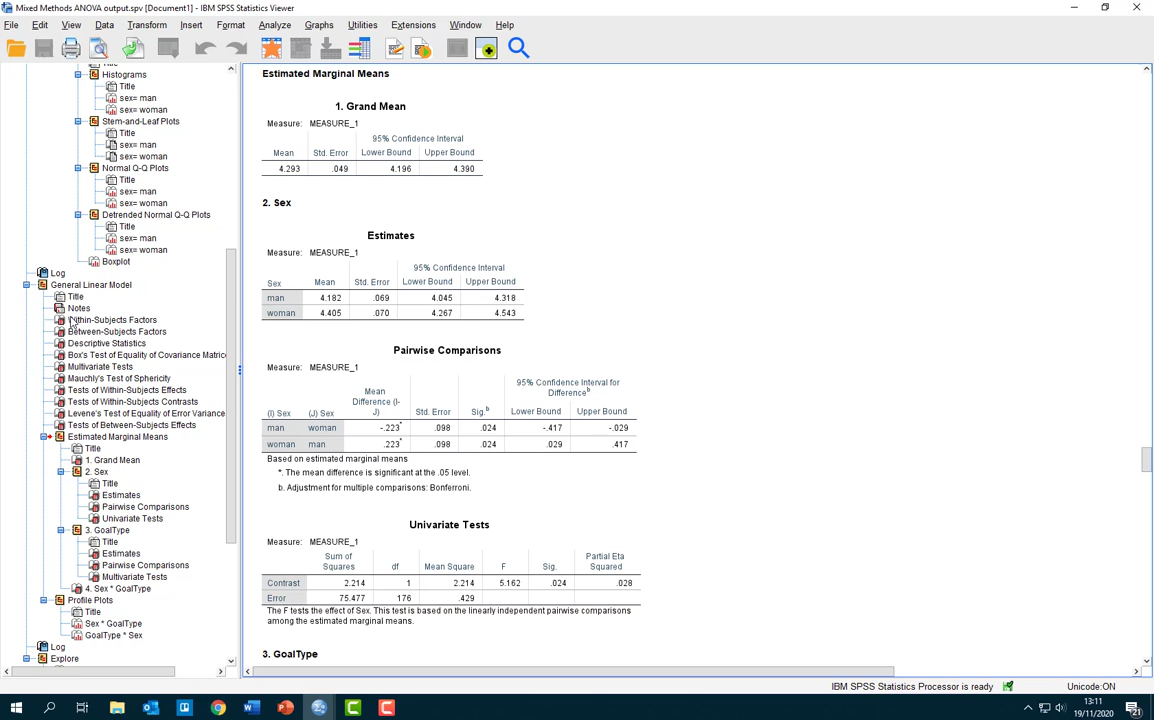 Mixed Methods ANOVA output.spv [Document1] - IBM SPSS Statistics Viewer
File Edit View Data Transform Insert Format Analyze Graphs Utilities Extensions Window Help
Histograms
Title
sex= man
sex= woman
Stem-and-Leaf Plots
Title
sex= man
sex= woman
Normal Q-Q Plots
Title
sex= man
sex= woman
Detrended Normal Q-Q Plots
Title
sex= man
sex= woman
Boxplot
Log
General Linear Model
Title
Notes
Within-Subjects Factors
Between-Subjects Factors
Descriptive Statistics
Box's Test of Equality of Covariance Matric
Multivariate Tests
Mauchly's Test of Sphericity
Tests of Within-Subjects Effects
Tests of Within-Subjects Contrasts
Levene's Test of Equality of Error Variance
Tests of Between-Subjects Effects
Estimated Marginal Means
Title
1. Grand Mean
2. Sex
Title
Estimates
Pairwise Comparisons
Univariate Tests
3. GoalType
Title
Estimates
Pairwise Comparisons
Multivariate Tests
4. Sex * GoalType
Profile Plots
Title
Sex * GoalType
GoalType * Sex
Log
Explore
Estimated Marginal Means
1. Grand Mean
Measure: MEASURE_1
95% Confidence Interval
Mean Std. Error Lower Bound Upper Bound
4.293 .049 4.196 4.390
2. Sex
Estimates
Measure: MEASURE_1
95% Confidence Interval
Sex Mean Std. Error Lower Bound Upper Bound
man 4.182 .069 4.045 4.318
woman 4.405 .070 4.267 4.543
Pairwise Comparisons
Measure: MEASURE_1
Mean Difference (I-J)
95% Confidence Interval for Differenceb
(I) Sex (J) Sex Std. Error Sig.b Lower Bound Upper Bound
man woman -.223* .098 .024 -.417 -.029
woman man .223* .098 .024 .029 .417
Based on estimated marginal means
*. The mean difference is significant at the .05 level.
b. Adjustment for multiple comparisons: Bonferroni.
Univariate Tests
Measure: MEASURE_1
Sum of Squares df Mean Square F Sig. Partial Eta Squared
Contrast 2.214 1 2.214 5.162 .024 .028
Error 75.477 176 .429
The F tests the effect of Sex. This test is based on the linearly independent pairwise comparisons
among the estimated marginal means.
3. GoalType
IBM SPSS Statistics Processor is ready Unicode:ON
13:11
19/11/2020
21